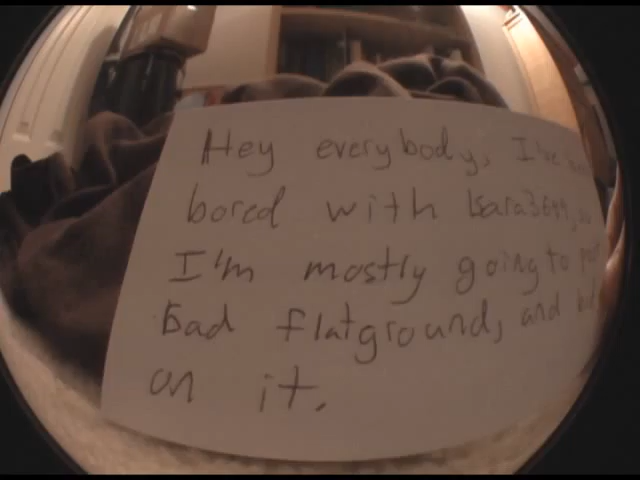 Hey everybody, I've
bored with
I'm mostly going to
bad flatground, and
on it.